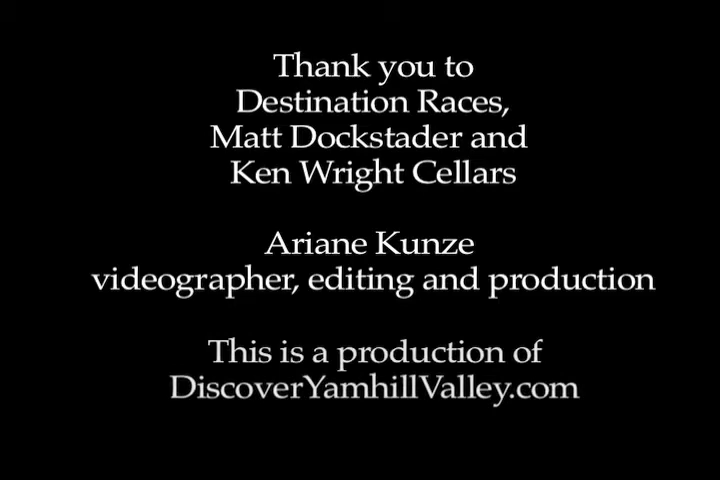 Thank you to
Destination Races,
Matt Dockstader and
Ken Wright Cellars
Ariane Kunze
videographer, editing and production
This is a production of
DiscoverYamhillValley.com